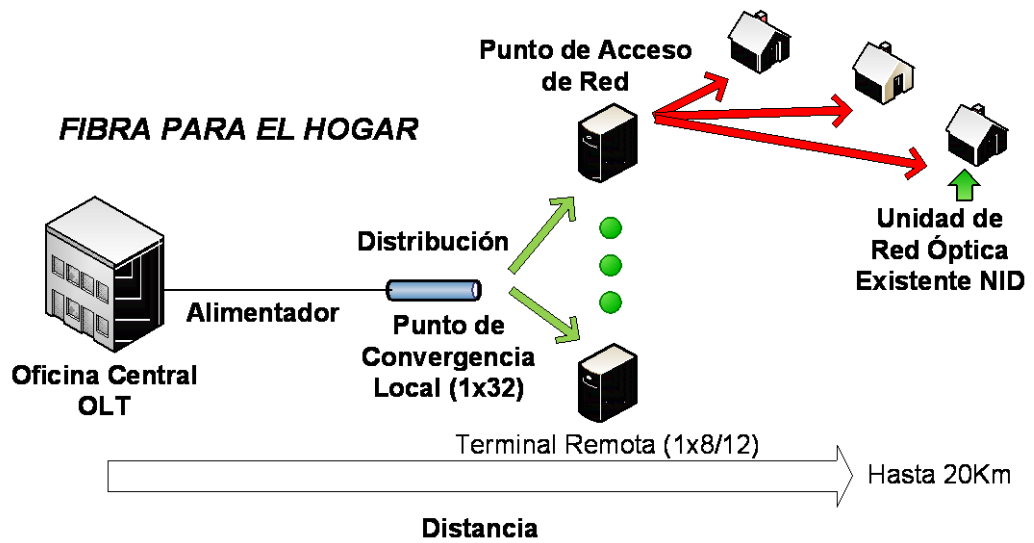 Punto de Acceso
de Red
FIBRA PARA EL HOGAR
Unidad de
Red Óptica
Existente NID
Distribución
Alimentador
Punto de
Convergencia
Local (1x32)
Oficina Central
OLT
Terminal Remota (1x8/12)
Hasta 20Km
Distancia